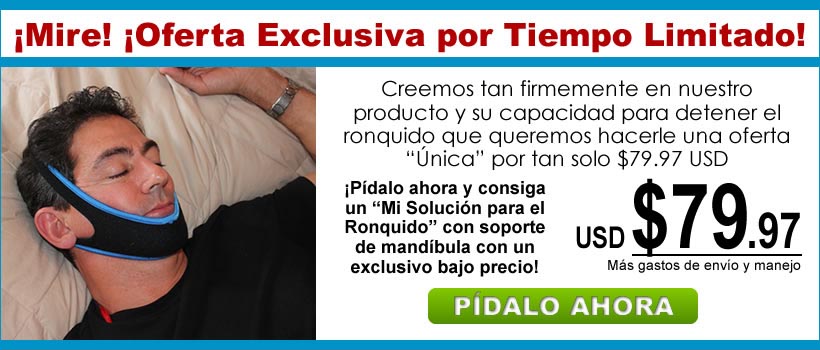 ¡Mire! ¡Oferta Exclusiva por Tiempo Limitado!
Creemos tan firmemente en nuestro
producto y su capacidad para detener el
ronquido que queremos hacerle una oferta
“Única” por tan solo $79.97 USD
¡Pídalo ahora y consiga
un “Mi Solución para el
Ronquido” con soporte
de mandíbula con un
exclusivo bajo precio!
USD $79.97
Más gastos de envío y manejo
PÍDALO AHORA